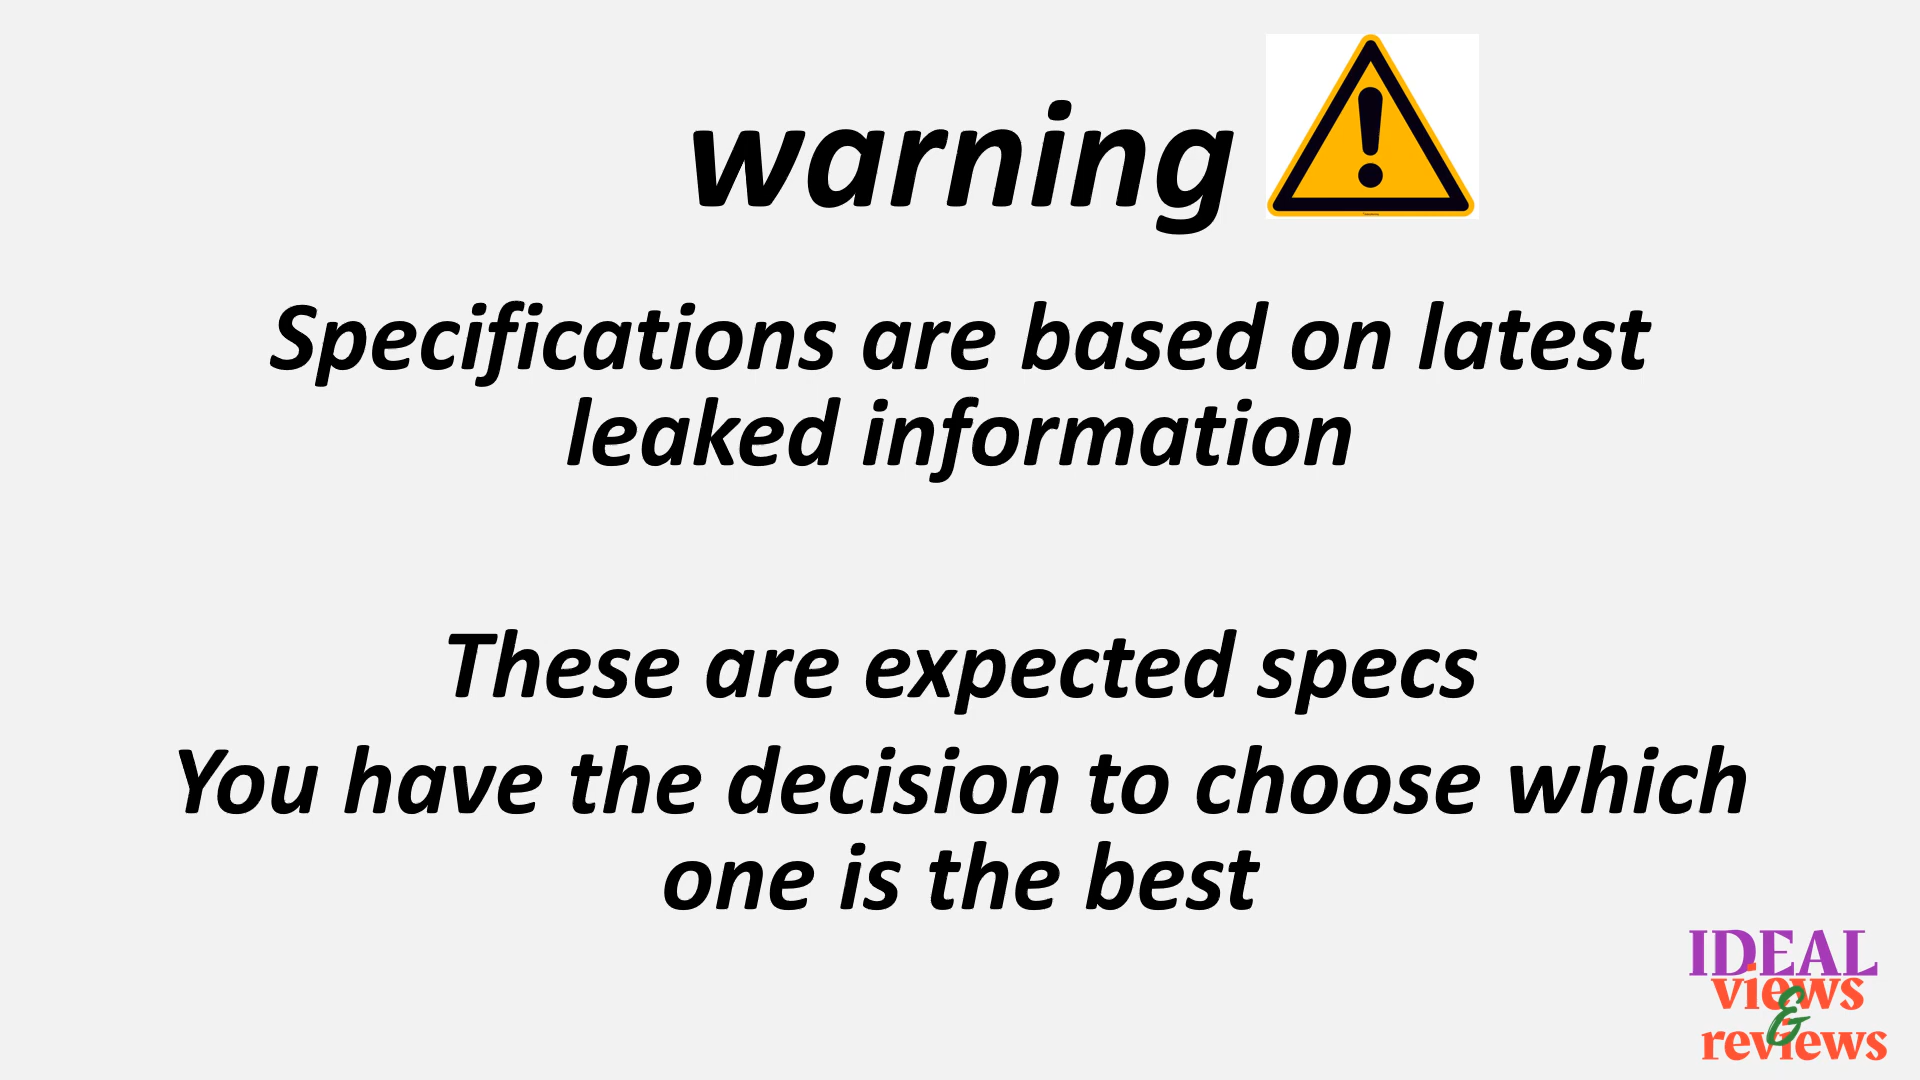 warning
Specifications are based on latest
leaked information
These are expected specs
You have the decision to choose which
one is the best
IDEAL
views
&
reviews